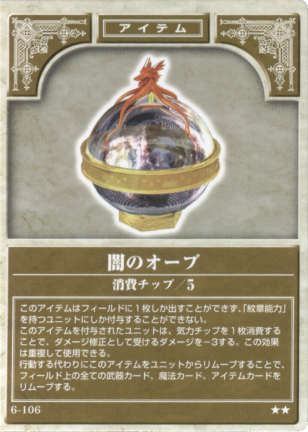 アイテム
闇のオーブ
消費チップ/5
このアイテムはフィールドに1枚しか出すことができず、「紋章能力」
を持つユニットにしか付与することができない。
このアイテムを付与されたユニットは、気力チップを1枚消費する
ことで、ダメージ修正として受けるダメージを−3する。この効果
は重複して使用できる。
行動する代わりにこのアイテムをユニットからリムーブすることで、
フィールド上の全ての武器カード、魔法カード、アイテムカードを
リムーブする。
6-106
★★